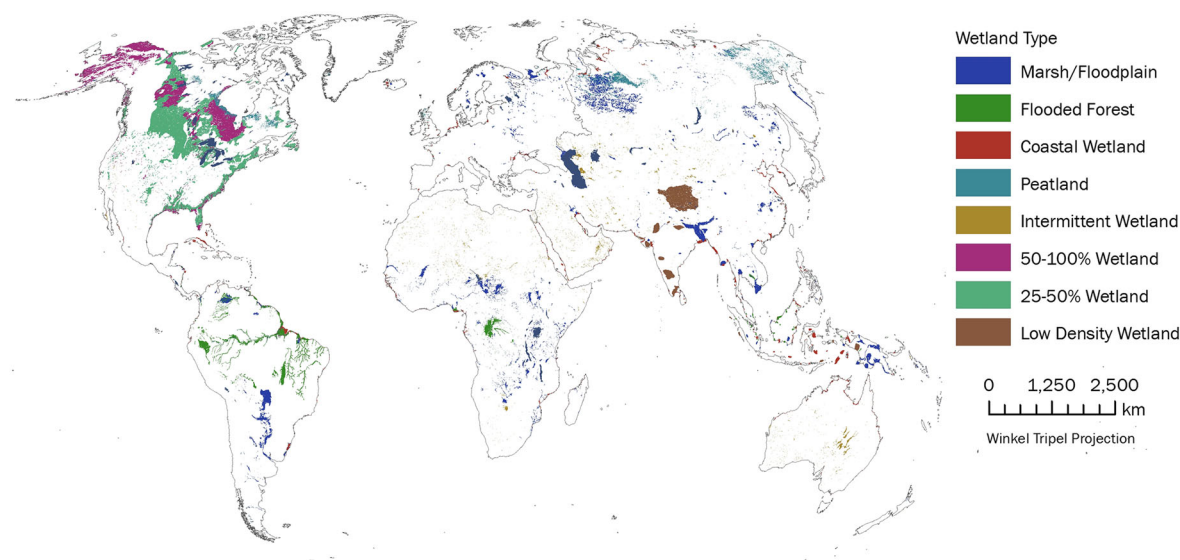 Wetland Type
Marsh/Floodplain
Flooded Forest
Coastal Wetland
Peatland
Intermittent Wetland
50-100% Wetland
25-50% Wetland
Low Density Wetland
0 1,250 2,500
km
Winkel Tripel Projection